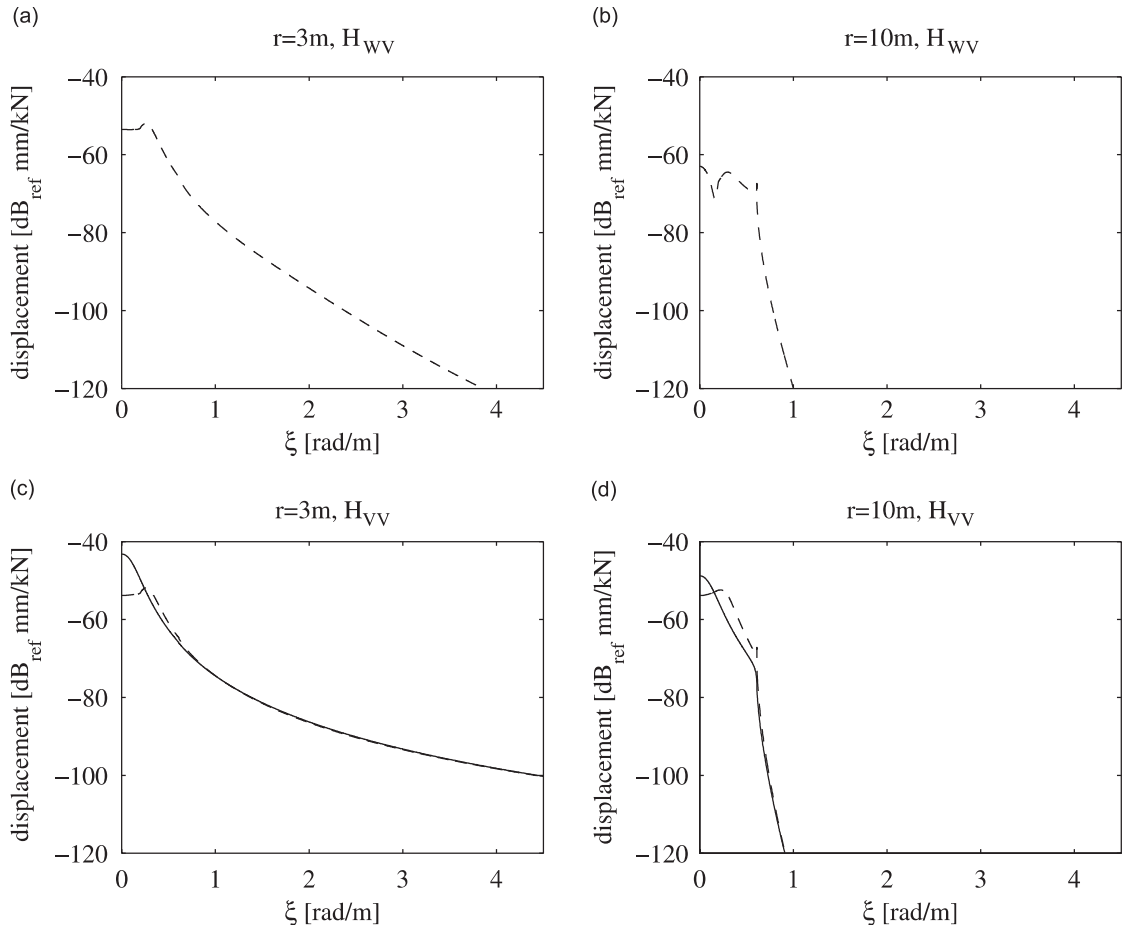 (a)
r=3m, H_WV
displacement [dB_ref mm/kN]
−40
−60
−80
−100
−120
0 1 2 3 4
ξ [rad/m]
(b)
r=10m, H_WV
displacement [dB_ref mm/kN]
−40
−60
−80
−100
−120
0 1 2 3 4
ξ [rad/m]
(c)
r=3m, H_VV
displacement [dB_ref mm/kN]
−40
−60
−80
−100
−120
0 1 2 3 4
ξ [rad/m]
(d)
r=10m, H_VV
displacement [dB_ref mm/kN]
−40
−60
−80
−100
−120
0 1 2 3 4
ξ [rad/m]